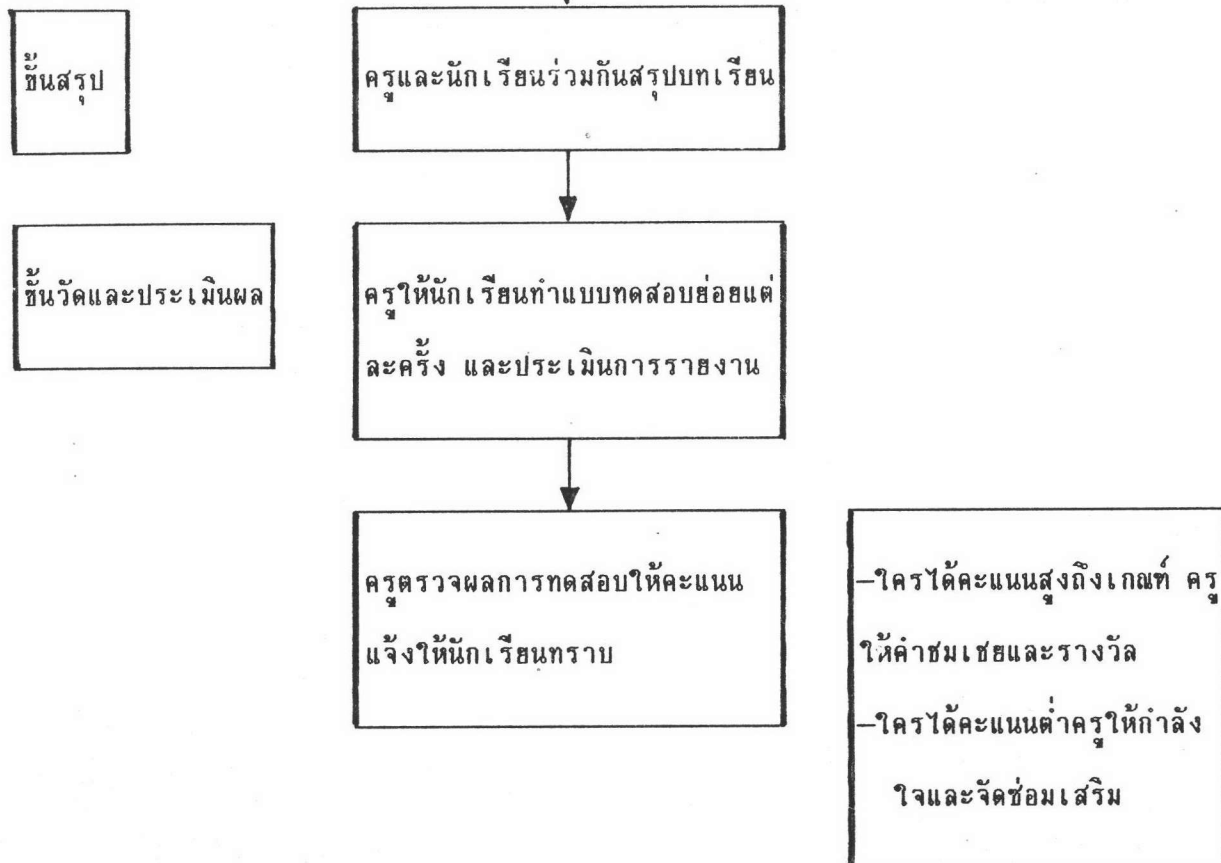 ขั้นสรุป
ครูและนักเรียนร่วมกันสรุปบทเรียน
ขั้นวัดและประเมินผล
ครูให้นักเรียนทำแบบทดสอบย่อยแต่
ละครั้ง และประเมินการรายงาน
ครูตรวจผลการทดสอบให้คะแนน
แจ้งให้นักเรียนทราบ
–ใครได้คะแนนสูงถึงเกณฑ์ ครู
ให้คำชมเชยและรางวัล
–ใครได้คะแนนต่ำครูให้กำลัง
ใจและจัดซ่อมเสริม